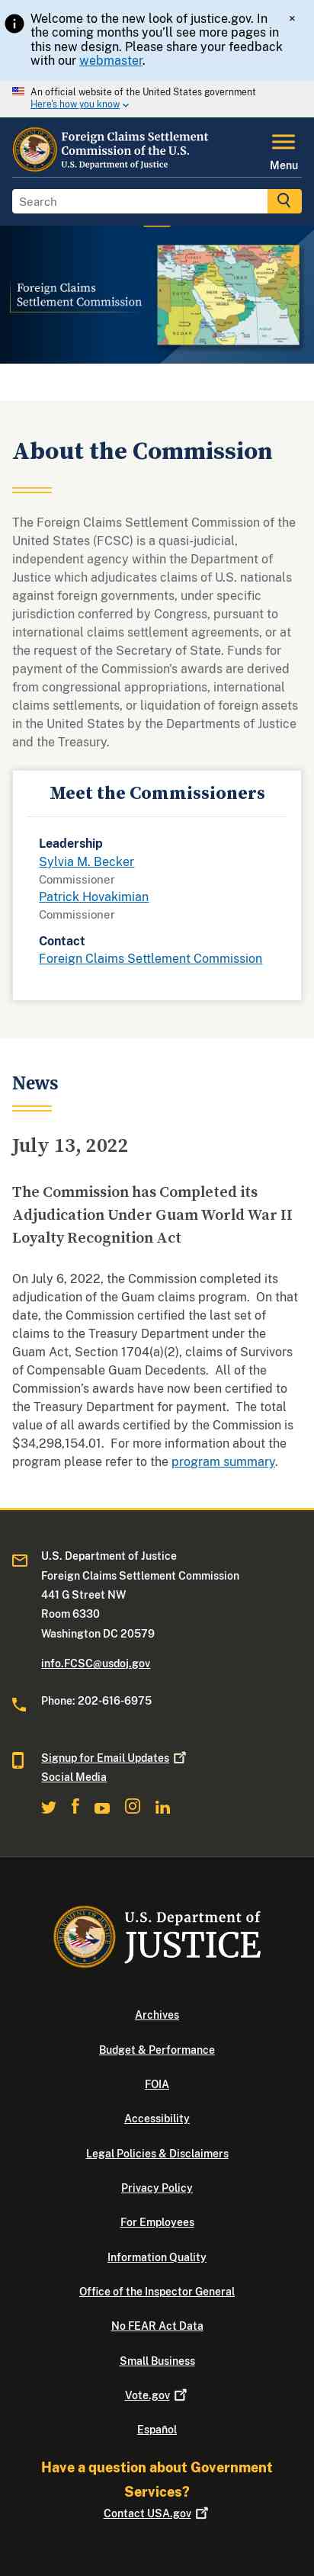 Welcome to the new look of justice.gov. In
the coming months you'll see more pages in
this new design. Please share your feedback
with our webmaster.
×
An official website of the United States government
Here's how you know
Foreign Claims Settlement
Commission of the U.S.
U.S. Department of Justice
Menu
Search
Foreign Claims
Settlement Commission
About the Commission
The Foreign Claims Settlement Commission of the
United States (FCSC) is a quasi-judicial,
independent agency within the Department of
Justice which adjudicates claims of U.S. nationals
against foreign governments, under specific
jurisdiction conferred by Congress, pursuant to
international claims settlement agreements, or at
the request of the Secretary of State. Funds for
payment of the Commission's awards are derived
from congressional appropriations, international
claims settlements, or liquidation of foreign assets
in the United States by the Departments of Justice
and the Treasury.
Meet the Commissioners
Leadership
Sylvia M. Becker
Commissioner
Patrick Hovakimian
Commissioner
Contact
Foreign Claims Settlement Commission
News
July 13, 2022
The Commission has Completed its
Adjudication Under Guam World War II
Loyalty Recognition Act
On July 6, 2022, the Commission completed its
adjudication of the Guam claims program.  On that
date, the Commission certified the last set of
claims to the Treasury Department under the
Guam Act, Section 1704(a)(2), claims of Survivors
of Compensable Guam Decedents.  All of the
Commission's awards have now been certified to
the Treasury Department for payment.  The total
value of all awards certified by the Commission is
$34,298,154.01.  For more information about the
program please refer to the program summary.
U.S. Department of Justice
Foreign Claims Settlement Commission
441 G Street NW
Room 6330
Washington DC 20579
info.FCSC@usdoj.gov
Phone: 202-616-6975
Signup for Email Updates
Social Media
U.S. Department of
JUSTICE
Archives
Budget & Performance
FOIA
Accessibility
Legal Policies & Disclaimers
Privacy Policy
For Employees
Information Quality
Office of the Inspector General
No FEAR Act Data
Small Business
Vote.gov
Español
Have a question about Government
Services?
Contact USA.gov